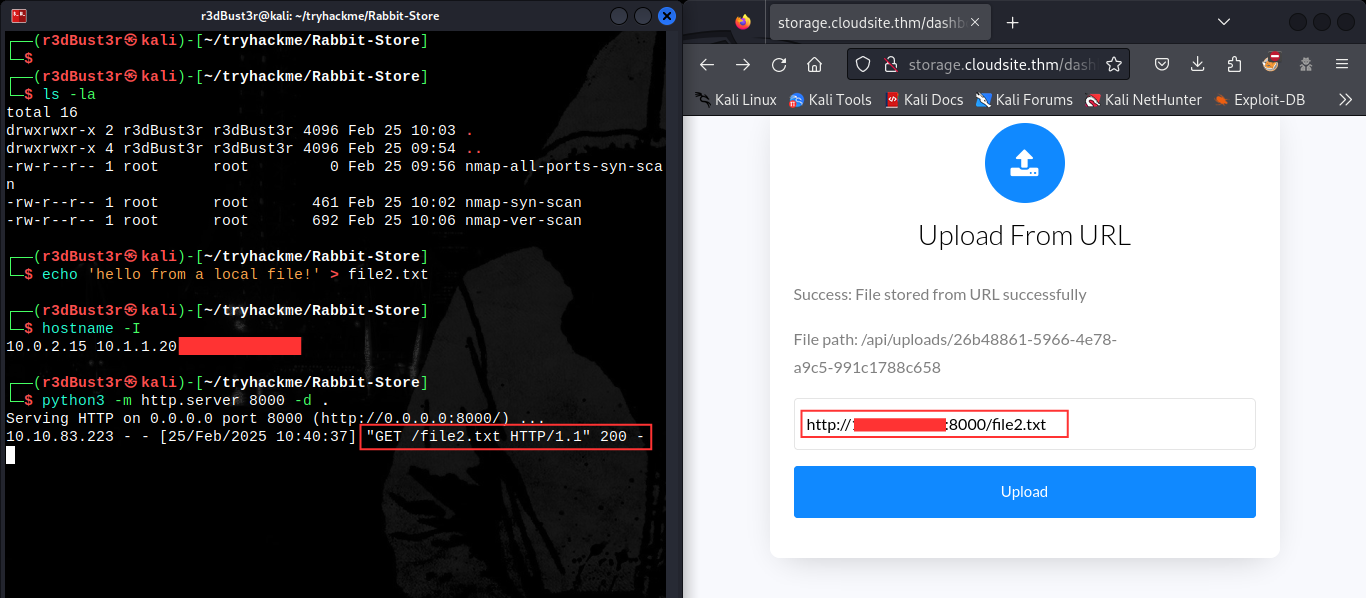 r3dBust3r@kali: ~/tryhackme/Rabbit-Store
┌──(r3dBust3r㉿kali)-[~/tryhackme/Rabbit-Store]
└─$
┌──(r3dBust3r㉿kali)-[~/tryhackme/Rabbit-Store]
└─$ ls -la
total 16
drwxrwxr-x 2 r3dBust3r r3dBust3r 4096 Feb 25 10:03 .
drwxrwxr-x 4 r3dBust3r r3dBust3r 4096 Feb 25 09:54 ..
-rw-r--r-- 1 root      root         0 Feb 25 09:56 nmap-all-ports-syn-sca
n
-rw-r--r-- 1 root      root       461 Feb 25 10:02 nmap-syn-scan
-rw-r--r-- 1 root      root       692 Feb 25 10:06 nmap-ver-scan
┌──(r3dBust3r㉿kali)-[~/tryhackme/Rabbit-Store]
└─$ echo 'hello from a local file!' > file2.txt
┌──(r3dBust3r㉿kali)-[~/tryhackme/Rabbit-Store]
└─$ hostname -I
10.0.2.15 10.1.1.20
┌──(r3dBust3r㉿kali)-[~/tryhackme/Rabbit-Store]
└─$ python3 -m http.server 8000 -d .
Serving HTTP on 0.0.0.0 port 8000 (http://0.0.0.0:8000/) ...
10.10.83.223 - - [25/Feb/2025 10:40:37] "GET /file2.txt HTTP/1.1" 200 -
storage.cloudsite.thm/dashb
storage.cloudsite.thm/dash
Kali Linux Kali Tools Kali Docs Kali Forums Kali NetHunter Exploit-DB
Upload From URL
Success: File stored from URL successfully
File path: /api/uploads/26b48861-5966-4e78-
a9c5-991c1788c658
http:// :8000/file2.txt
Upload